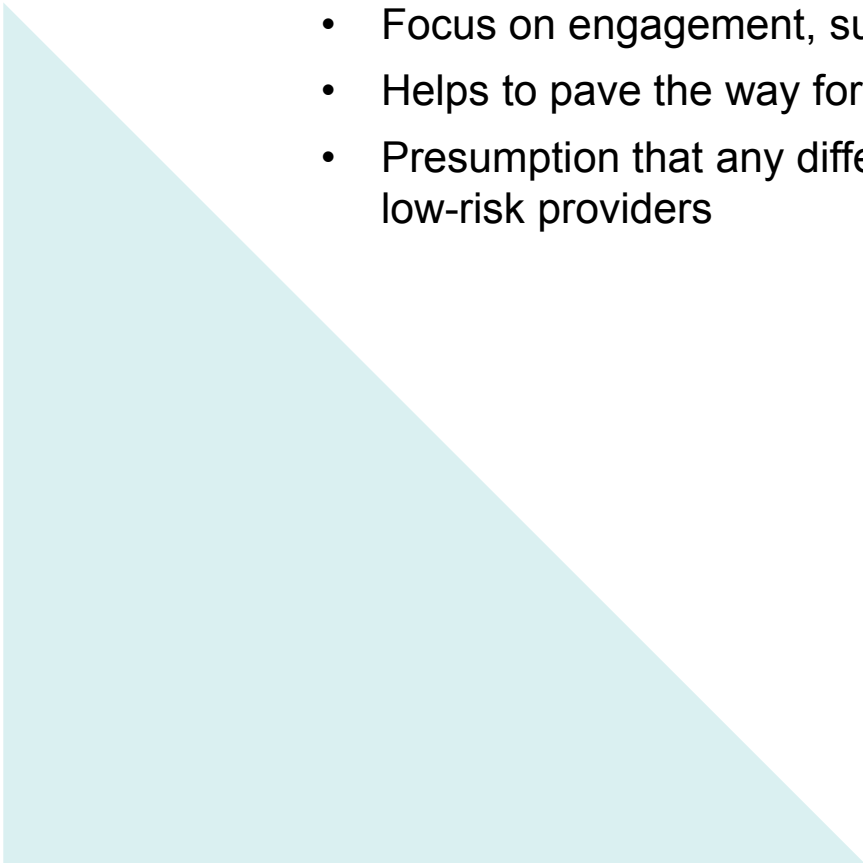 • Focus on engagement, su
• Helps to pave the way for
• Presumption that any diffe
low-risk providers